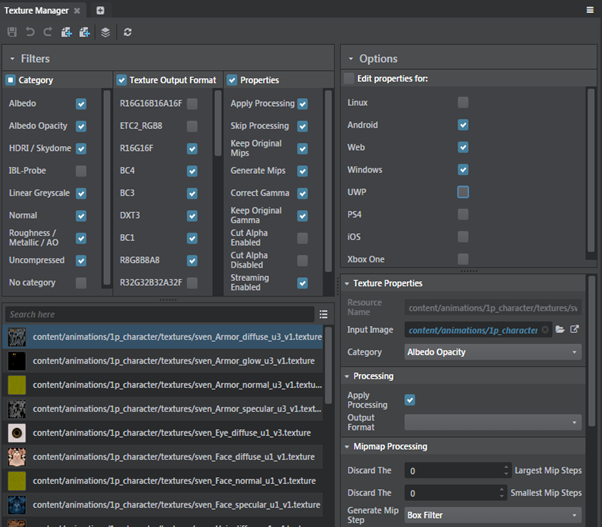 Texture Manager
Filters
Category
Albedo
Albedo Opacity
HDRI / Skydome
IBL-Probe
Linear Greyscale
Normal
Roughness /
Metallic / AO
Uncompressed
No category
Texture Output Format
R16G16B16A16F
ETC2_RGB8
R16G16F
BC4
BC3
DXT3
BC1
R8G8B8A8
R32G32B32A32F
Properties
Apply Processing
Skip Processing
Keep Original
Mips
Generate Mips
Correct Gamma
Keep Original
Gamma
Cut Alpha
Enabled
Cut Alpha
Disabled
Streaming
Enabled
Search here
content/animations/1p_character/textures/sven_Armor_diffuse_u3_v1.texture
content/animations/1p_character/textures/sven_Armor_glow_u3_v1.texture
content/animations/1p_character/textures/sven_Armor_normal_u3_v1.textu...
content/animations/1p_character/textures/sven_Armor_specular_u3_v1.text...
content/animations/1p_character/textures/sven_Eye_diffuse_u1_v3.texture
content/animations/1p_character/textures/sven_Face_diffuse_u1_v1.texture
content/animations/1p_character/textures/sven_Face_normal_u1_v1.texture
content/animations/1p_character/textures/sven_Face_specular_u1_v1.texture
Options
Edit properties for:
Linux
Android
Web
Windows
UWP
PS4
iOS
Xbox One
Texture Properties
Resource
Name
content/animations/1p_character/textures/sv
Input Image
content/animations/1p_character
Category
Albedo Opacity
Processing
Apply
Processing
Output
Format
Mipmap Processing
Discard The 0 Largest Mip Steps
Discard The 0 Smallest Mip Steps
Generate Mip
Step
Box Filter